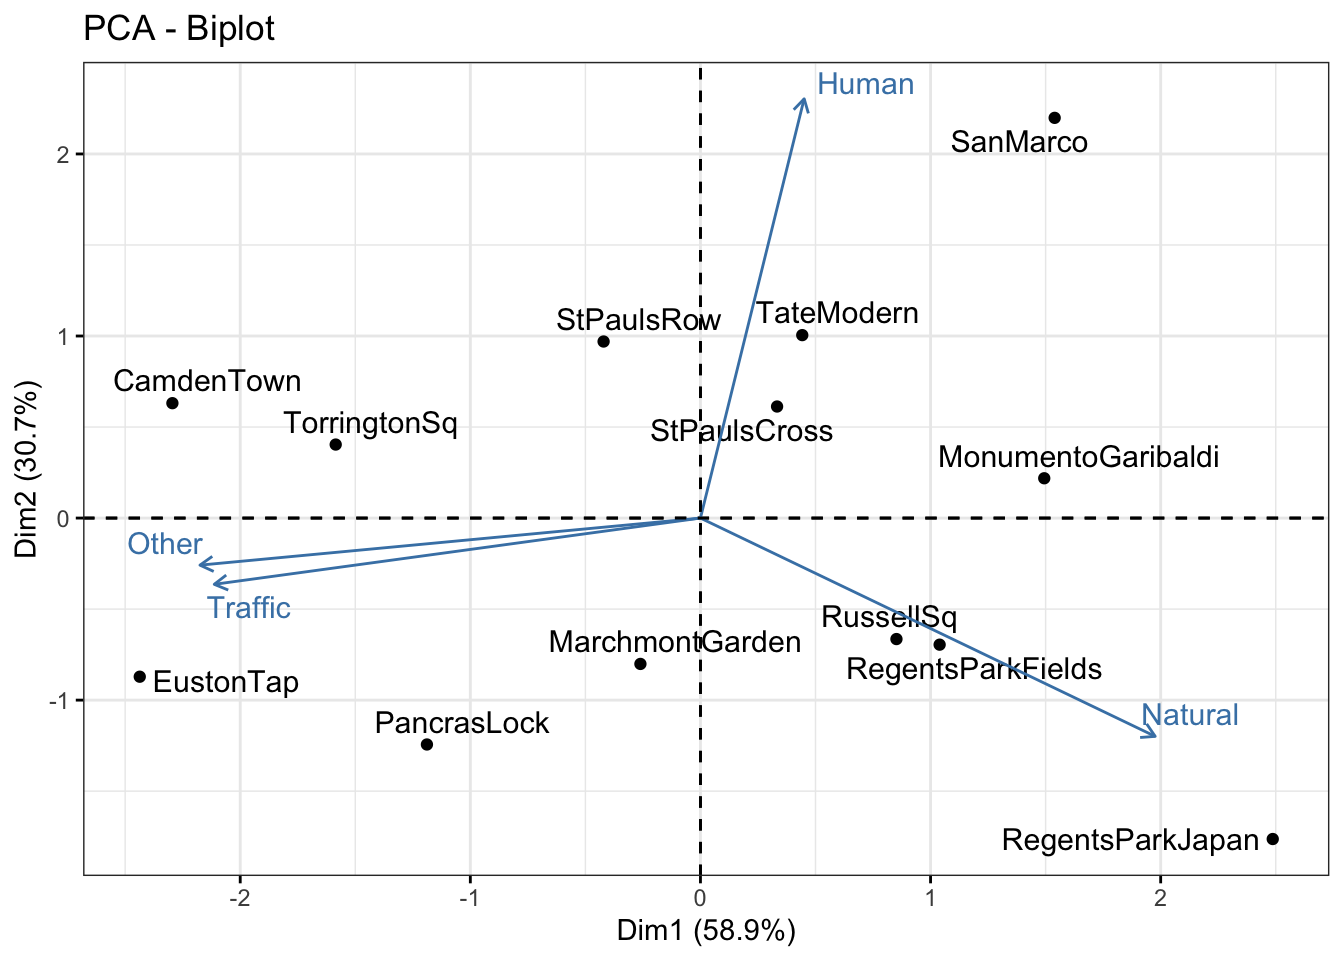 PCA - Biplot
Human
SanMarco
StPaulsRow
TateModern
CamdenTown
TorringtonSq
StPaulsCross
MonumentoGaribaldi
Other
Traffic
RussellSq
MarchmontGarden
RegentsParkFields
EustonTap
PancrasLock
Natural
RegentsParkJapan
2
1
0
-1
Dim2 (30.7%)
-2
-1
0
1
2
Dim1 (58.9%)